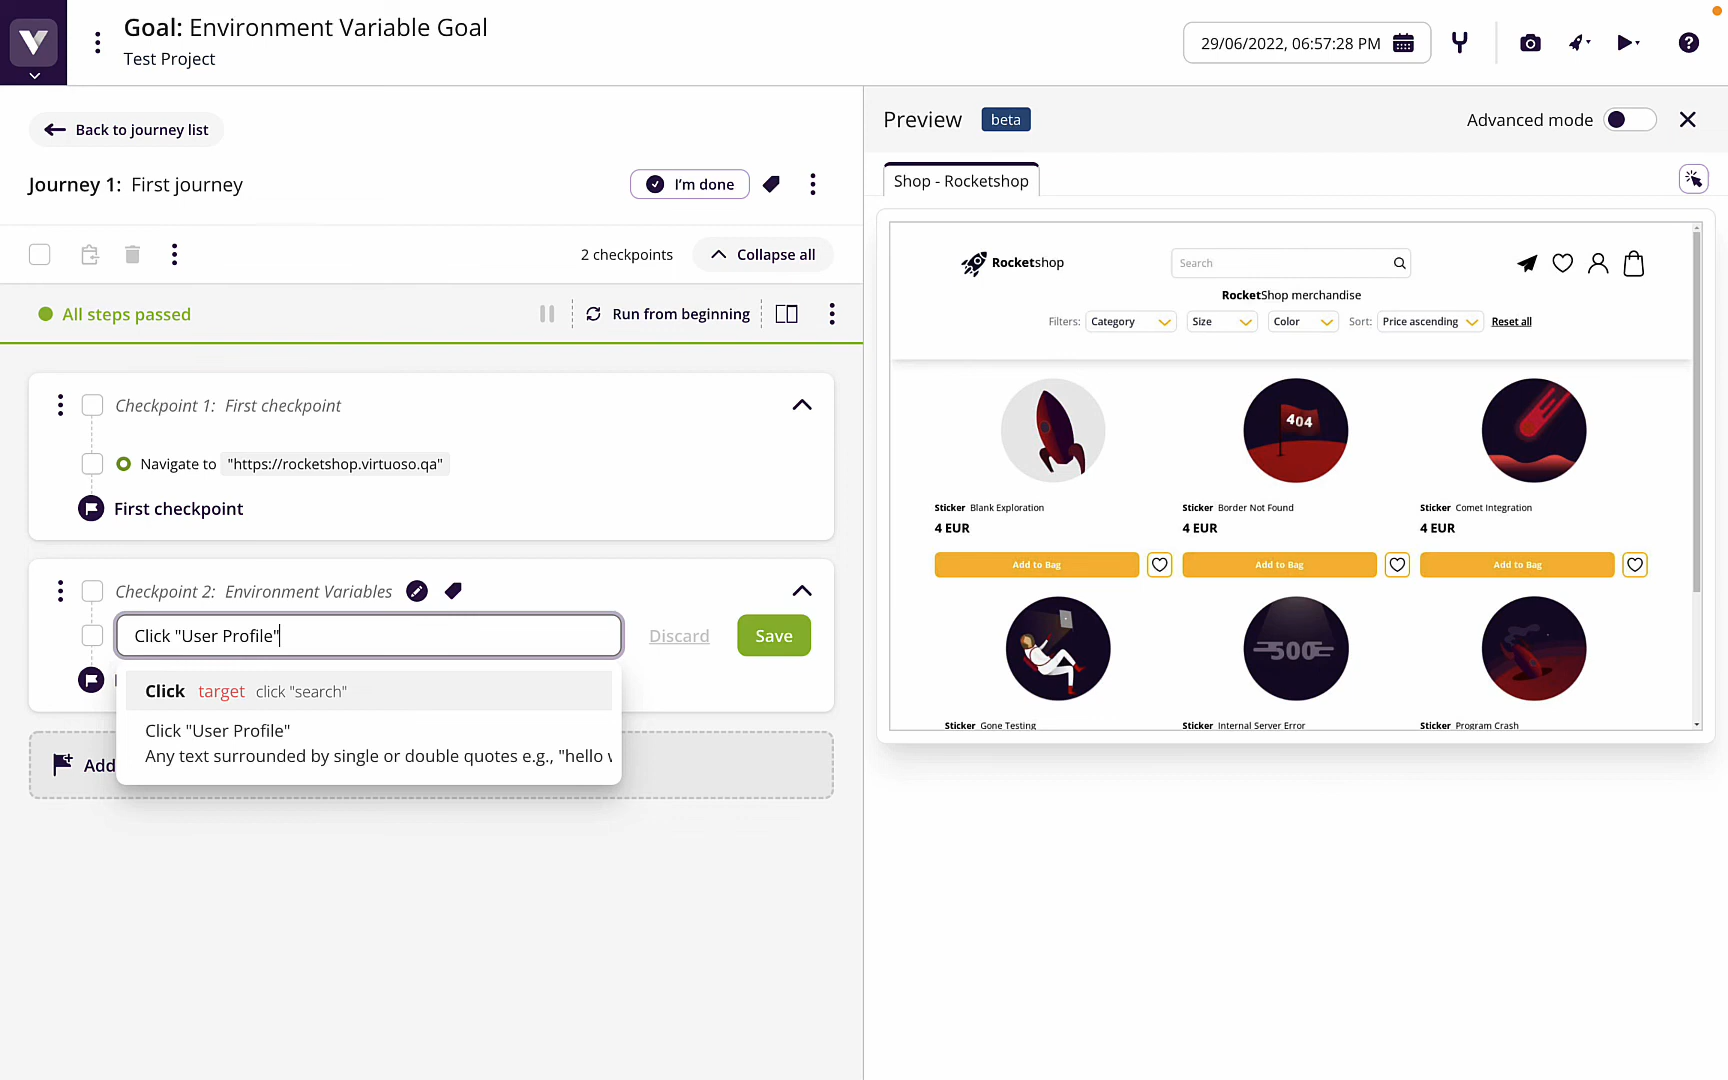 Goal: Environment Variable Goal
Test Project
29/06/2022, 06:57:28 PM
Back to journey list
Journey 1: First journey
I'm done
2 checkpoints
Collapse all
All steps passed
Run from beginning
Checkpoint 1: First checkpoint
Navigate to "https://rocketshop.virtuoso.qa"
First checkpoint
Checkpoint 2: Environment Variables
Click "User Profile"
Discard
Save
Click target click "search"
Click "User Profile"
Any text surrounded by single or double quotes e.g., "hello
Add
Preview beta
Advanced mode
Shop - Rocketshop
Rocketshop
Search
RocketShop merchandise
Filters: Category Size Color Sort: Price ascending Reset all
404
Sticker Blank Exploration
4 EUR
Add to Bag
Sticker Border Not Found
4 EUR
Add to Bag
Sticker Comet Integration
4 EUR
Add to Bag
500
Sticker Gone Testing
Sticker Internal Server Error
Sticker Program Crash